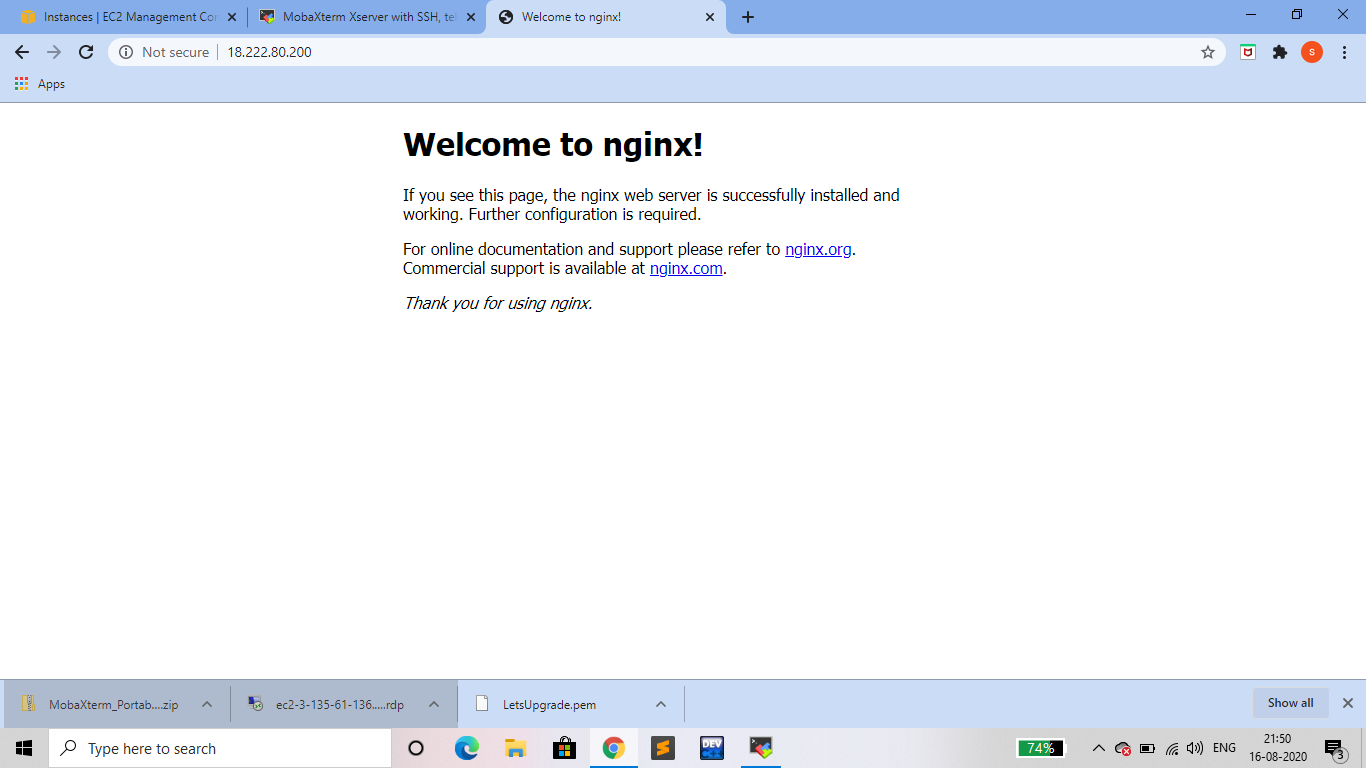 Instances | EC2 Management Con
MobaXterm Xserver with SSH, tel
Welcome to nginx!
Not secure
18.222.80.200
s
Apps
Welcome to nginx!
If you see this page, the nginx web server is successfully installed and
working. Further configuration is required.
For online documentation and support please refer to nginx.org.
Commercial support is available at nginx.com.
Thank you for using nginx.
MobaXterm_Portab....zip
ec2-3-135-61-136.....rdp
LetsUpgrade.pem
Show all
Type here to search
DEV
74%
ENG
21:50
16-08-2020
3